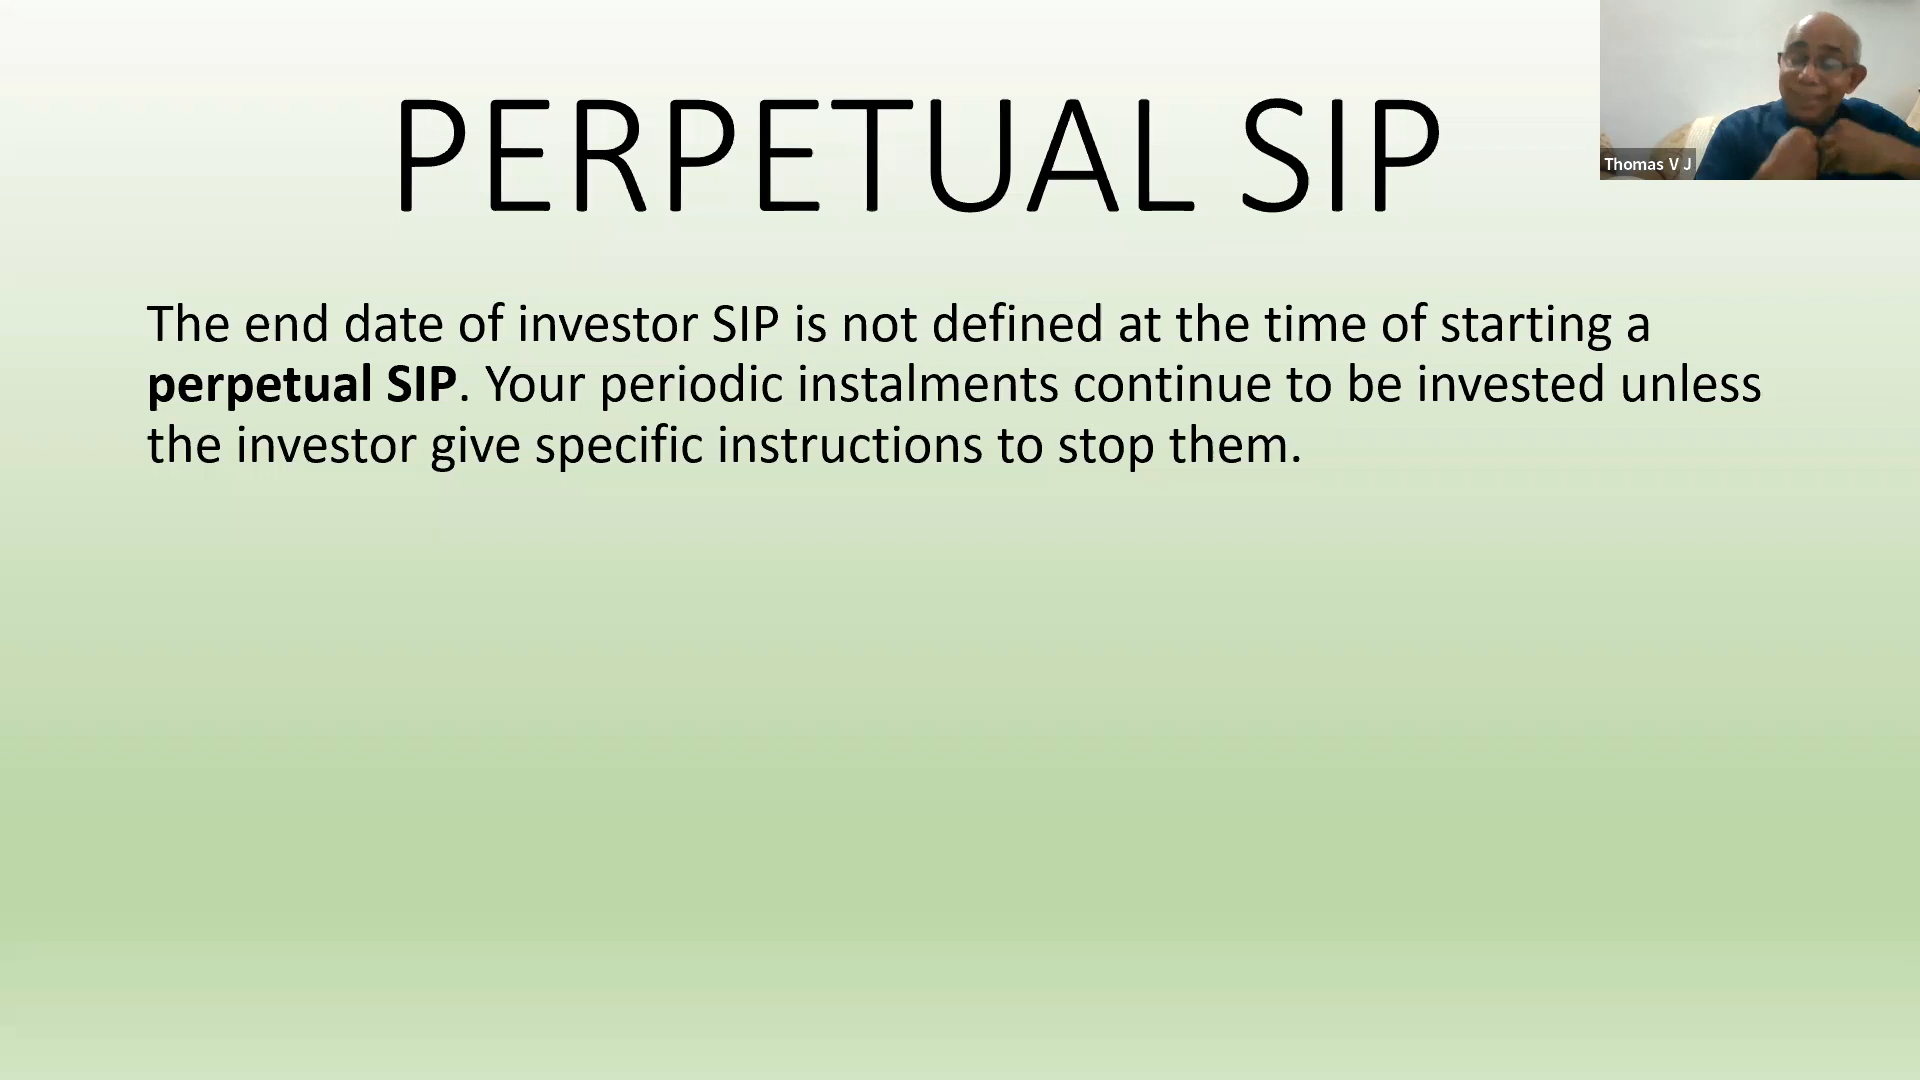 PERPETUAL SIP
Thomas V J
The end date of investor SIP is not defined at the time of starting a
perpetual SIP. Your periodic instalments continue to be invested unless
the investor give specific instructions to stop them.